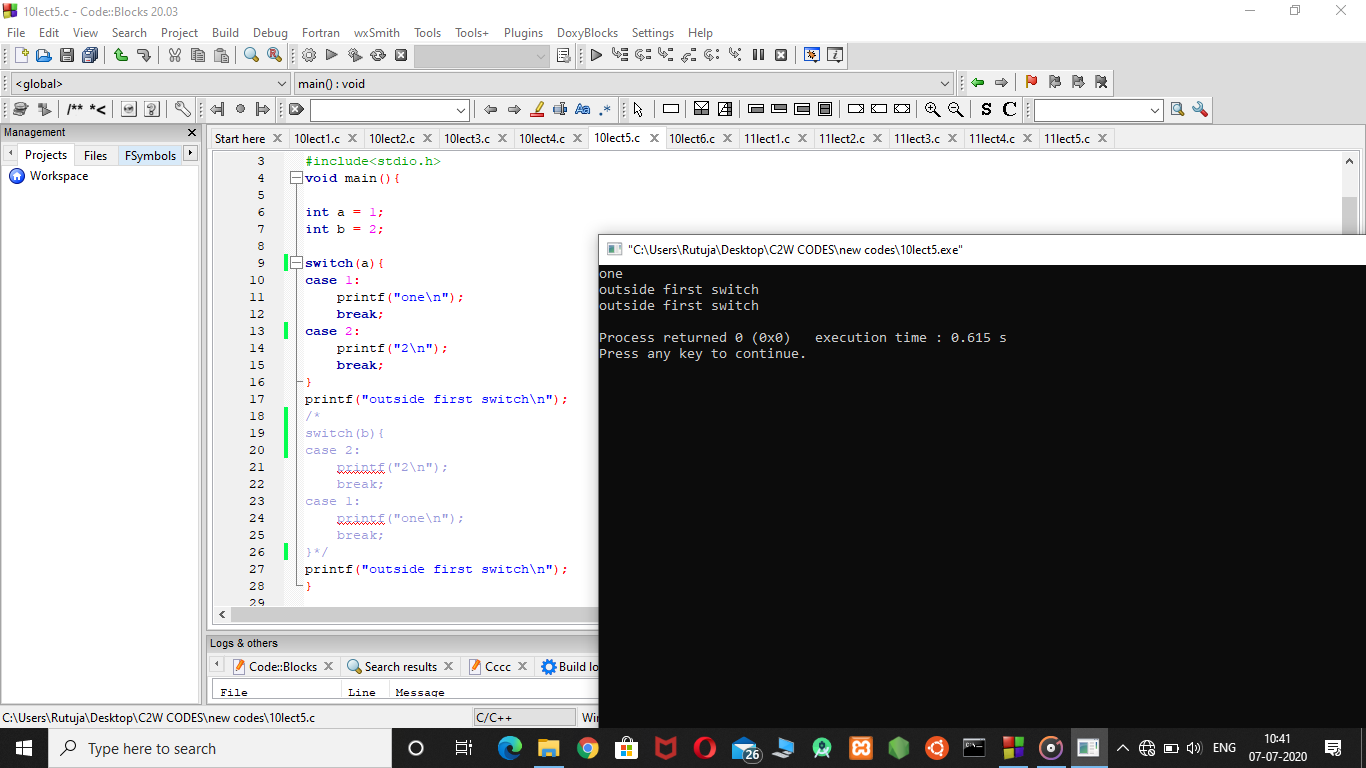 10lect5.c - Code::Blocks 20.03
File Edit View Search Project Build Debug Fortran wxSmith Tools Tools+ Plugins DoxyBlocks Settings Help
<global> main() : void
/** *< Aa .* S C
Management
Projects Files FSymbols
Workspace
Start here 10lect1.c 10lect2.c 10lect3.c 10lect4.c 10lect5.c 10lect6.c 11lect1.c 11lect2.c 11lect3.c 11lect4.c 11lect5.c
3 #include<stdio.h>
4 void main(){
5
6 int a = 1;
7 int b = 2;
8
9 switch(a){
10 case 1:
11 printf("one\n");
12 break;
13 case 2:
14 printf("2\n");
15 break;
16 }
17 printf("outside first switch\n");
18 /*
19 switch(b){
20 case 2:
21 printf("2\n");
22 break;
23 case 1:
24 printf("one\n");
25 break;
26 }*/
27 printf("outside first switch\n");
28 }
29
"C:\Users\Rutuja\Desktop\C2W CODES\new codes\10lect5.exe"
one
outside first switch
outside first switch
Process returned 0 (0x0) execution time : 0.615 s
Press any key to continue.
Logs & others
Code::Blocks Search results Cccc Build lo
File Line Message
C:\Users\Rutuja\Desktop\C2W CODES\new codes\10lect5.c C/C++ Win
Type here to search
26
ENG
10:41
07-07-2020